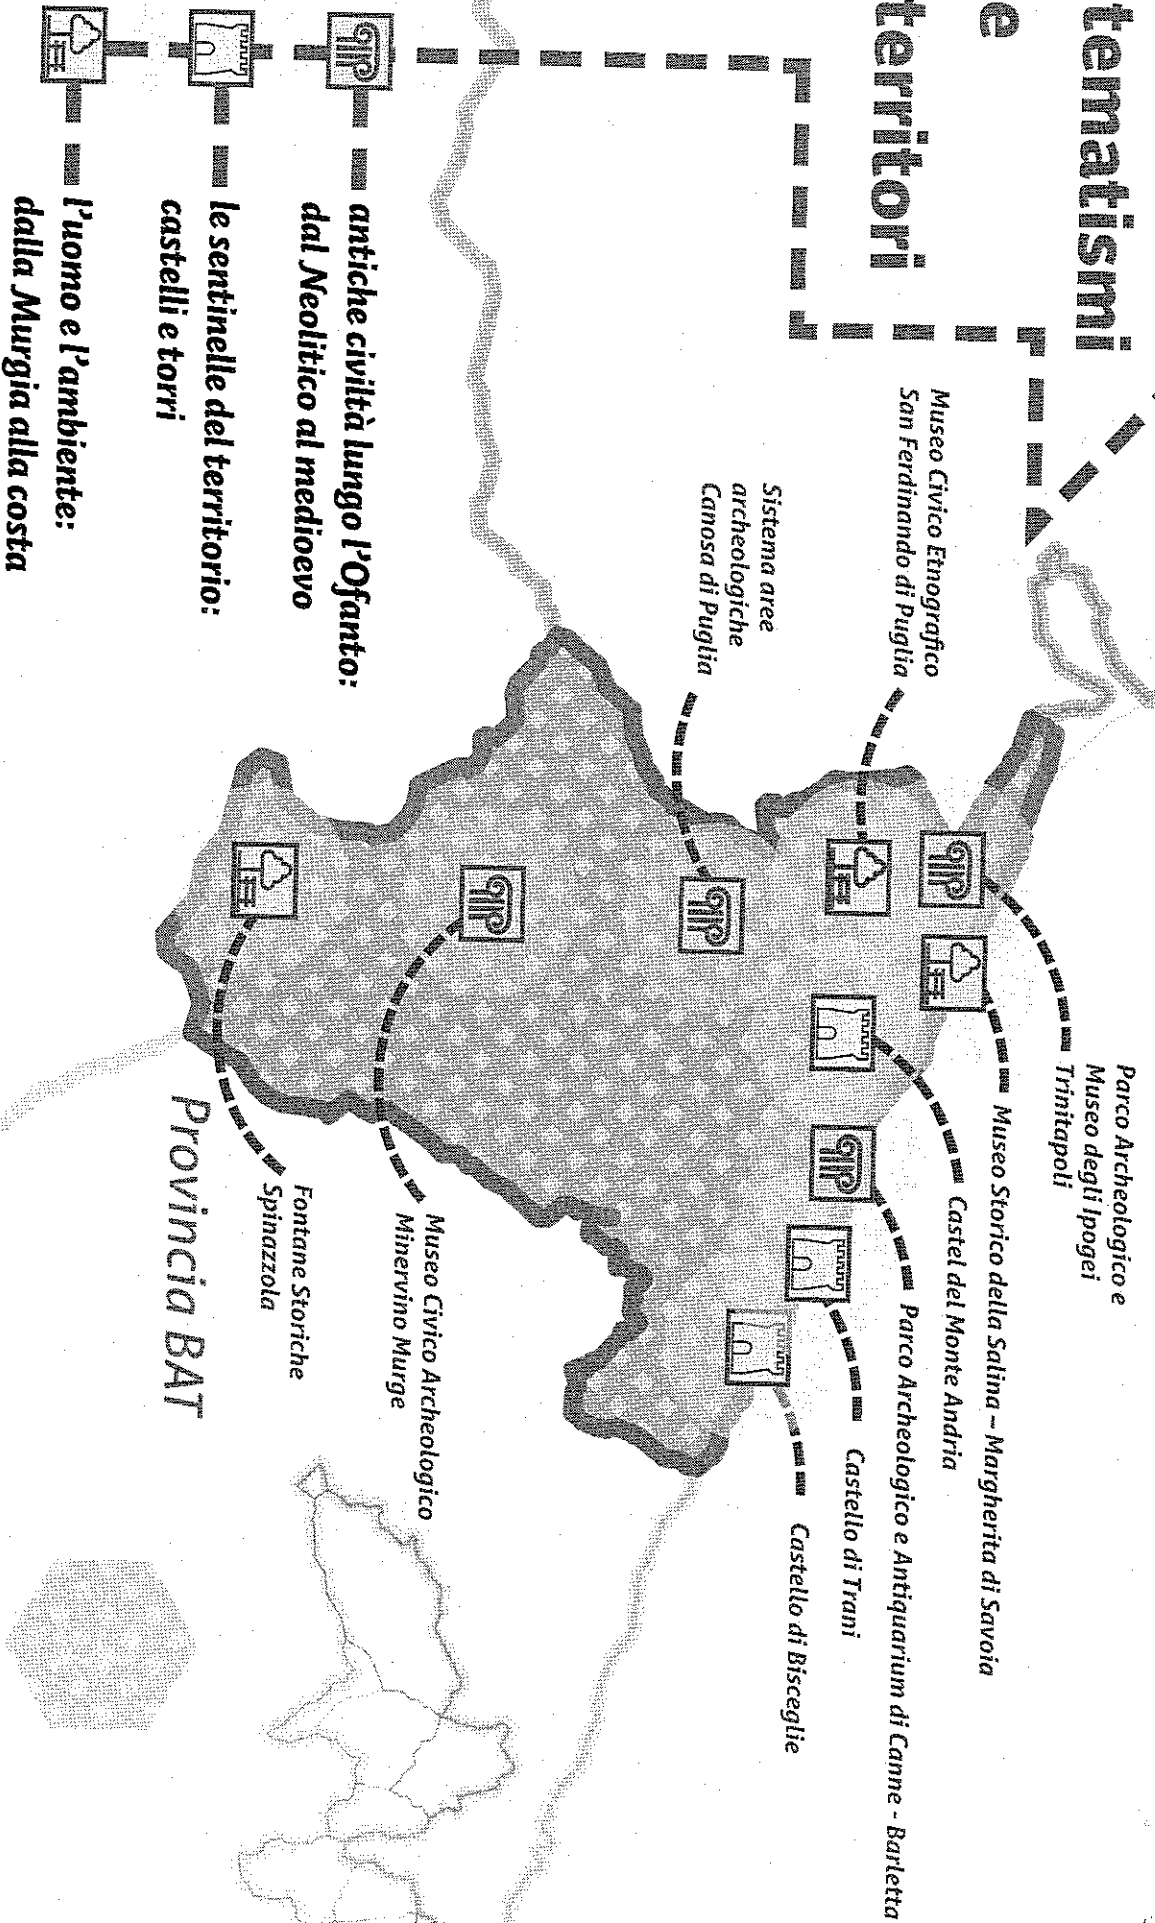 tematismi
e
territori
antiche civiltà lungo l'Ofanto:
dal Neolitico al medioevo
le sentinelle del territorio:
castelli e torri
l'uomo e l'ambiente:
dalla Murgia alla costa
Museo Civico Etnografico
San Ferdinando di Puglia
Sistema aree
archeologiche
Canosa di Puglia
Parco Archeologico e
Museo degli Ipogei
Trinitapoli
Museo Storico della Salina – Margherita di Savoia
Castel del Monte Andria
Parco Archeologico e Antiquarium di Canne - Barletta
Castello di Trani
Castello di Bisceglie
Museo Civico Archeologico
Minervino Murge
Fontane Storiche
Spinazzola
Provincia BAT